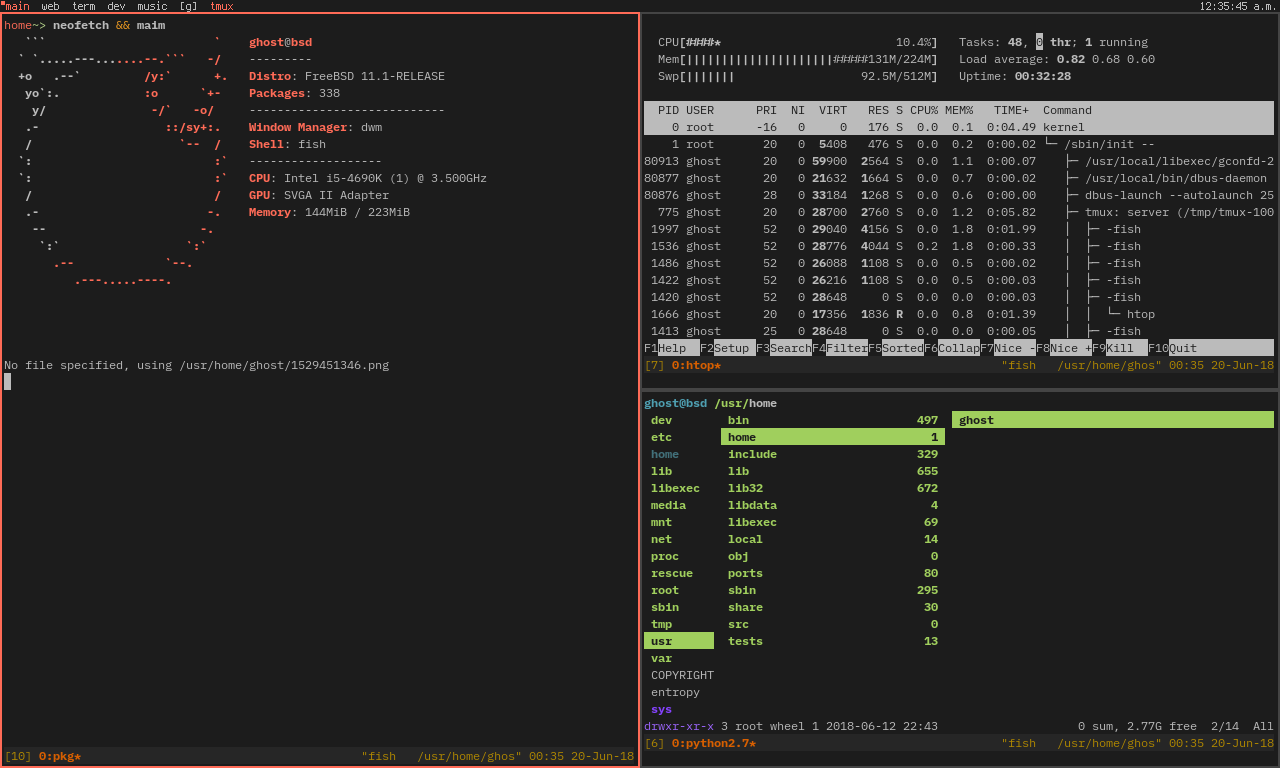 main web term dev music [g] tmux 12:35:45 a.m.
home~> neofetch && maim
ghost@bsd
---------
Distro: FreeBSD 11.1-RELEASE
Packages: 338
----------------------------
Window Manager: dwm
Shell: fish
-------------------
CPU: Intel i5-4690K (1) @ 3.500GHz
GPU: SVGA II Adapter
Memory: 144MiB / 223MiB
No file specified, using /usr/home/ghost/1529451346.png
[10] 0:pkg* "fish /usr/home/ghos" 00:35 20-Jun-18
CPU[####* 10.4%] Tasks: 48, 0 thr; 1 running
Mem[|||||||||||||||||||||#####131M/224M] Load average: 0.82 0.68 0.60
Swp[||||||| 92.5M/512M] Uptime: 00:32:28
PID USER PRI NI VIRT RES S CPU% MEM% TIME+ Command
0 root -16 0 0 176 S 0.0 0.1 0:04.49 kernel
1 root 20 0 5408 476 S 0.0 0.2 0:00.02 └─ /sbin/init --
80913 ghost 20 0 59900 2564 S 0.0 1.1 0:00.07 ├─ /usr/local/libexec/gconfd-2
80877 ghost 20 0 21632 1664 S 0.0 0.7 0:00.02 ├─ /usr/local/bin/dbus-daemon
80876 ghost 28 0 33184 1268 S 0.0 0.6 0:00.00 ├─ dbus-launch --autolaunch 25
775 ghost 20 0 28700 2760 S 0.0 1.2 0:05.82 ├─ tmux: server (/tmp/tmux-100
1997 ghost 52 0 29040 4156 S 0.0 1.8 0:01.99 │ ├─ -fish
1536 ghost 52 0 28776 4044 S 0.2 1.8 0:00.33 │ ├─ -fish
1486 ghost 52 0 26088 1108 S 0.0 0.5 0:00.02 │ ├─ -fish
1422 ghost 52 0 26216 1108 S 0.0 0.5 0:00.03 │ ├─ -fish
1420 ghost 52 0 28648 0 S 0.0 0.0 0:00.03 │ ├─ -fish
1666 ghost 20 0 17356 1836 R 0.0 0.8 0:01.39 │ │ └─ htop
1413 ghost 25 0 28648 0 S 0.0 0.0 0:00.05 │ ├─ -fish
F1Help F2Setup F3SearchF4FilterF5SortedF6CollapF7Nice -F8Nice +F9Kill F10Quit
[7] 0:htop* "fish /usr/home/ghos" 00:35 20-Jun-18
ghost@bsd /usr/home
dev bin 497 ghost
etc home 1
home include 329
lib lib 655
libexec lib32 672
media libdata 4
mnt libexec 69
net local 14
proc obj 0
rescue ports 80
root sbin 295
sbin share 30
tmp src 0
usr tests 13
var
COPYRIGHT
entropy
sys
drwxr-xr-x 3 root wheel 1 2018-06-12 22:43 0 sum, 2.77G free 2/14 All
[6] 0:python2.7* "fish /usr/home/ghos" 00:35 20-Jun-18